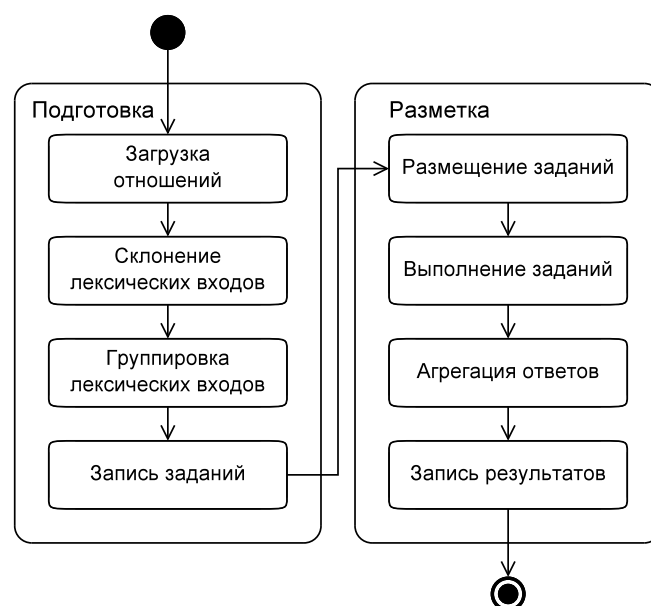 Подготовка
Загрузка
отношений
Склонение
лексических входов
Группировка
лексических входов
Запись заданий
Разметка
Размещение заданий
Выполнение заданий
Агрегация ответов
Запись результатов